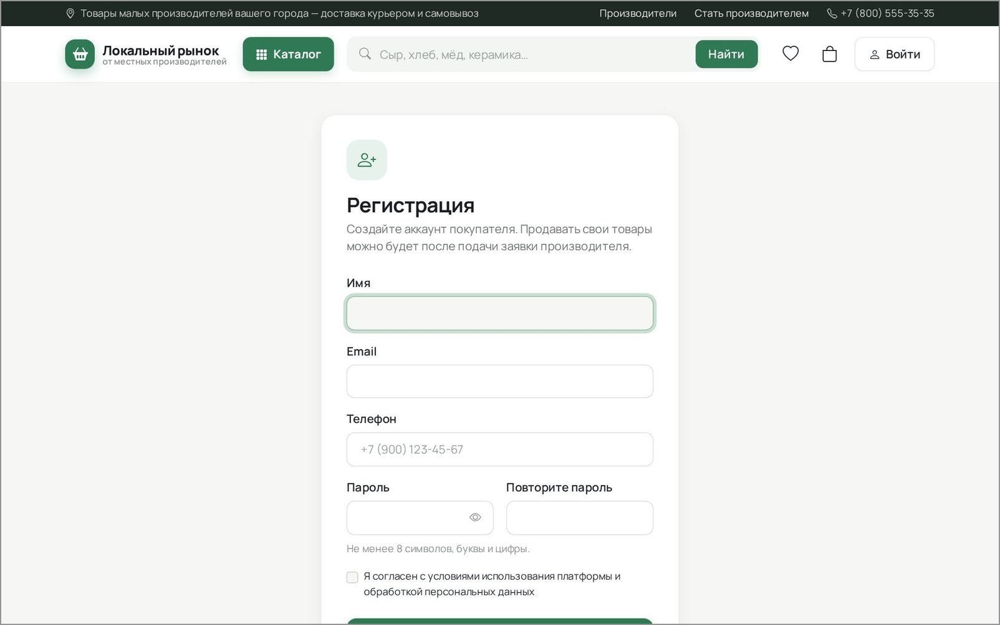 Товары малых производителей вашего города — доставка курьером и самовывоз
Производители
Стать производителем
+7 (800) 555-35-35
Локальный рынок
от местных производителей
Каталог
Сыр, хлеб, мёд, керамика...
Найти
Войти
Регистрация
Создайте аккаунт покупателя. Продавать свои товары
можно будет после подачи заявки производителя.
Имя
Email
Телефон
+7 (900) 123-45-67
Пароль
Повторите пароль
Не менее 8 символов, буквы и цифры.
Я согласен с условиями использования платформы и
обработкой персональных данных